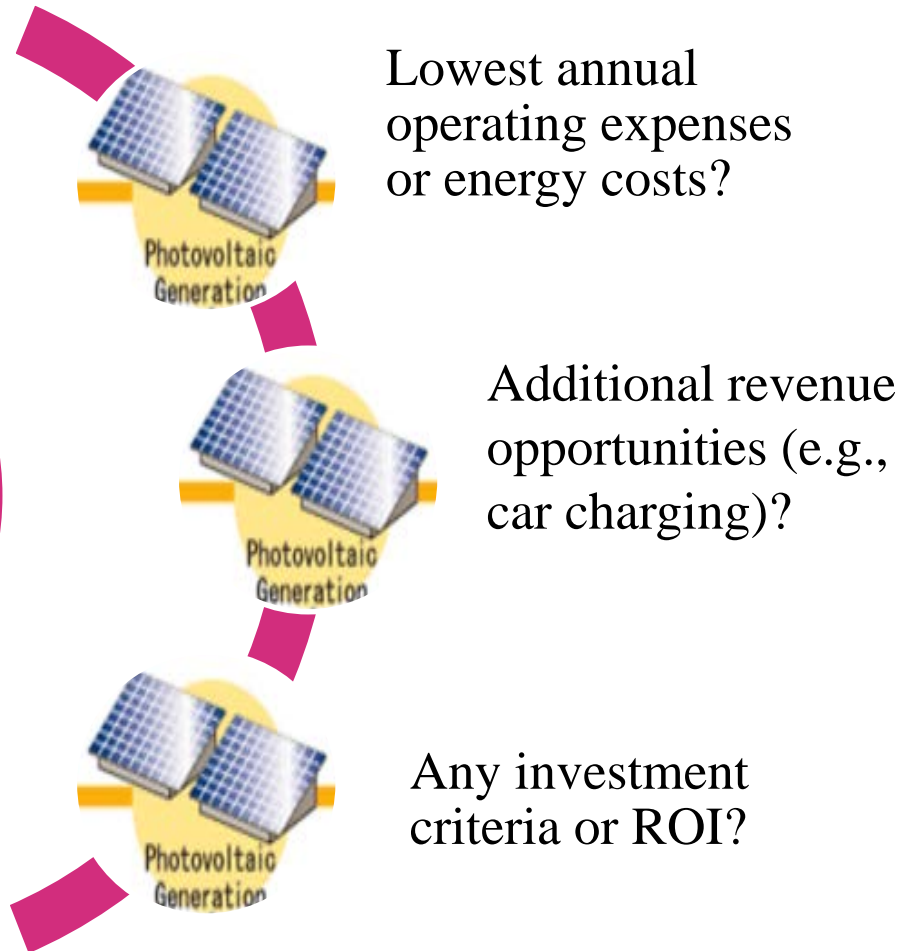 Lowest annual
operating expenses
or energy costs?
Photovoltaic
Generation
Additional revenue
opportunities (e.g.,
car charging)?
Photovoltaic
Generation
Any investment
criteria or ROI?
Photovoltaic
Generation